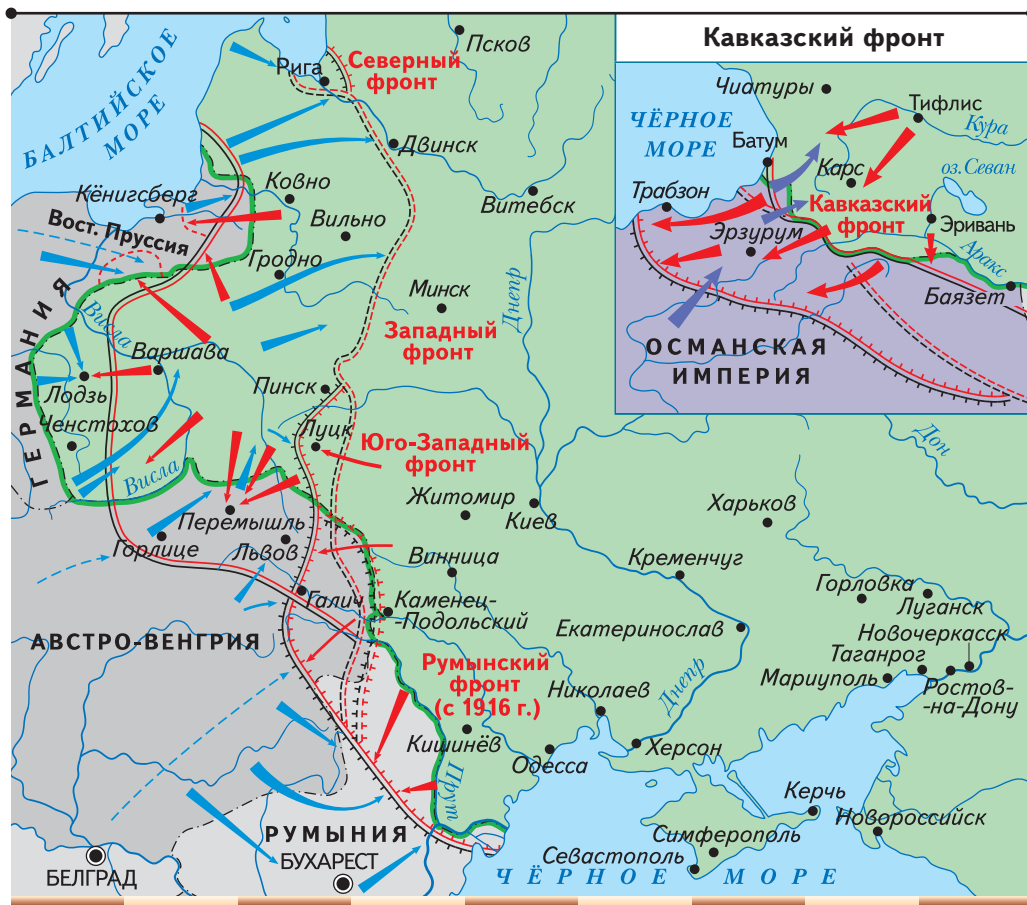 Кавказский фронт
БАЛТИЙСКОЕ
МОРЕ
Псков
Рига
Северный
фронт
Двинск
Кёнигсберг
Ковно
Вост. Пруссия
Вильно
Витебск
Гродно
Минск
Днепр
Западный
фронт
ГЕРМАНИЯ
Висла
Варшава
Лодзь
Пинск
Ченстохов
Луцк
Юго-Западный
фронт
Висла
Житомир
Киев
Харьков
Дон
Перемышль
Горлице
Львов
Винница
Кременчуг
Галич
Каменец-
-Подольский
Горловка
Луганск
АВСТРО-ВЕНГРИЯ
Екатеринослав
Новочеркасск
Таганрог
Мариуполь
Ростов-
-на-Дону
Румынский
фронт
(с 1916 г.)
Николаев
Днепр
Кишинёв
Одесса
Херсон
Прут
РУМЫНИЯ
БУХАРЕСТ
БЕЛГРАД
Керчь
Новороссийск
Симферополь
Севастополь
ЧЁРНОЕ МОРЕ
Чиатуры
Тифлис
Кура
ЧЁРНОЕ
МОРЕ
Батум
Карс
оз.Севан
Трабзон
Кавказский
фронт
Эрзурум
Эривань
Аракс
Баязет
ОСМАНСКАЯ
ИМПЕРИЯ